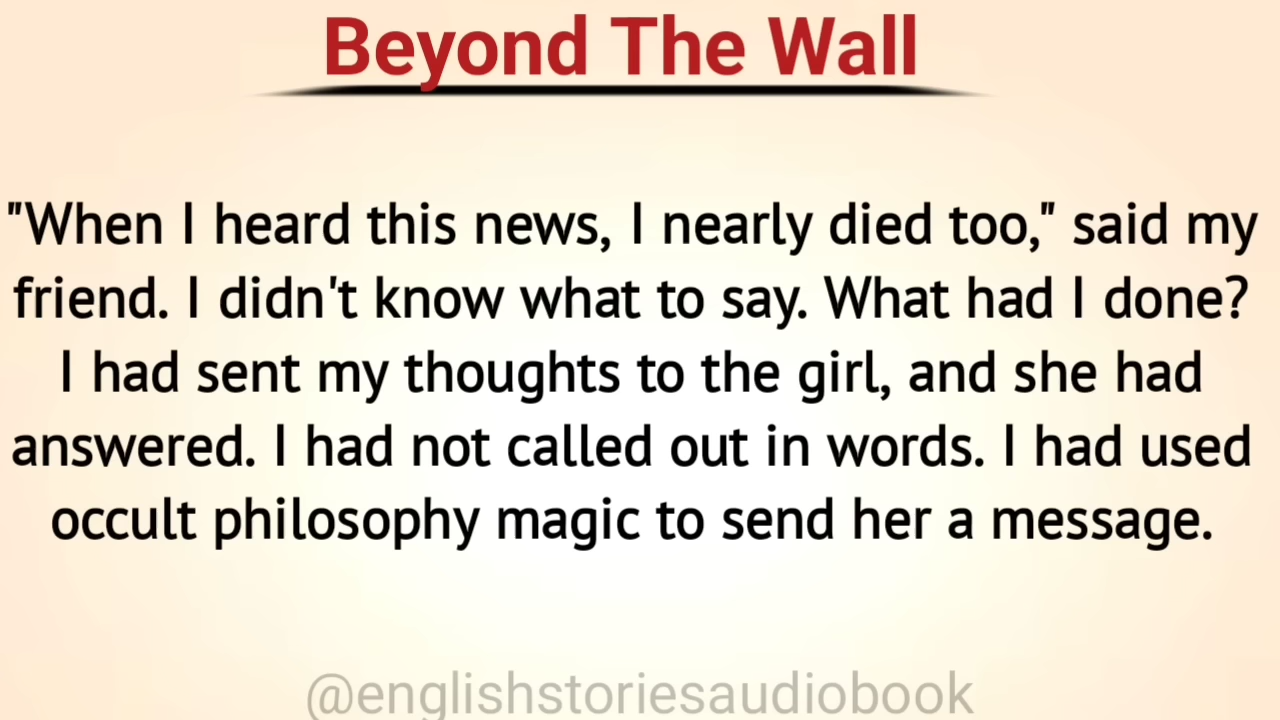 Beyond The Wall
"When I heard this news, I nearly died too," said my
friend. I didn't know what to say. What had I done?
I had sent my thoughts to the girl, and she had
answered. I had not called out in words. I had used
occult philosophy magic to send her a message.
@englishstoriesaudiobook